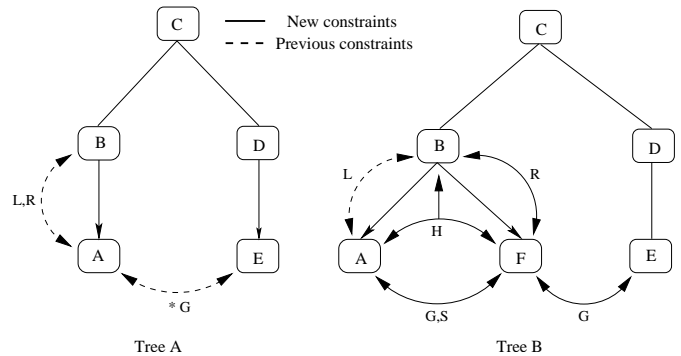 C
New constraints
C
Previous constraints
B
D
B
D
L
R
L,R
H
A
E
A
F
E
* G
G,S
G
Tree A
Tree B